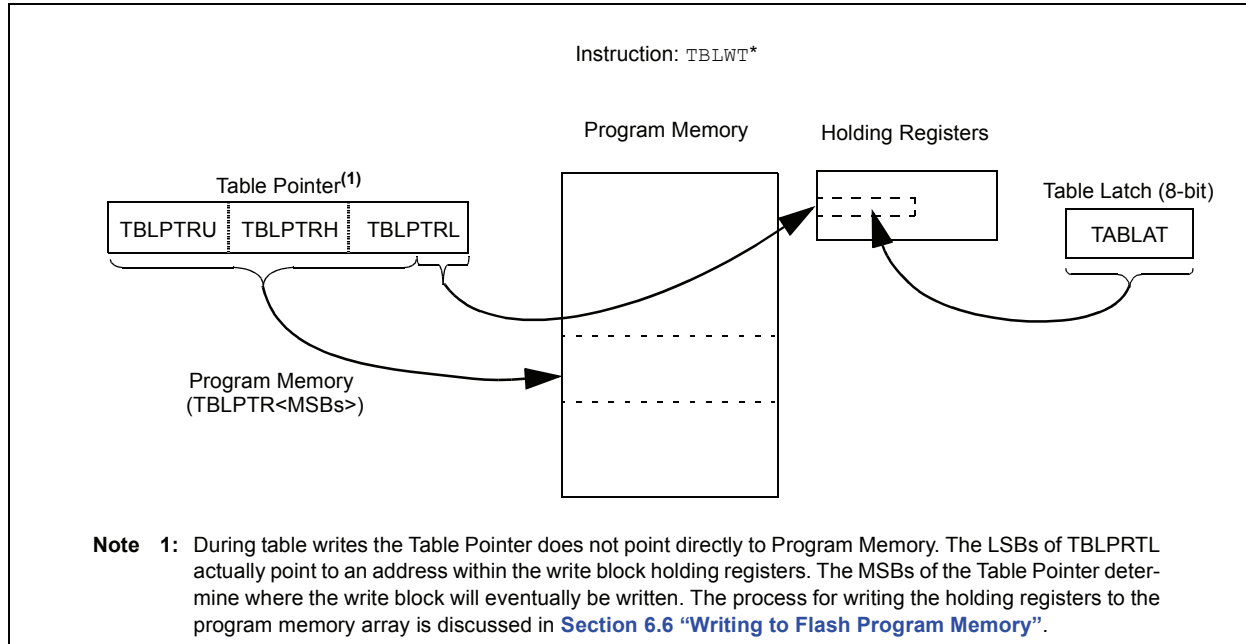 Instruction: TBLWT*
Program Memory
Holding Registers
Table Pointer(1)
Table Latch (8-bit)
TBLPTRU TBLPTRH TBLPTRL
TABLAT
Program Memory
(TBLPTR<MSBs>)
Note 1: During table writes the Table Pointer does not point directly to Program Memory. The LSBs of TBLPRTL
actually point to an address within the write block holding registers. The MSBs of the Table Pointer deter-
mine where the write block will eventually be written. The process for writing the holding registers to the
program memory array is discussed in Section 6.6 “Writing to Flash Program Memory”.